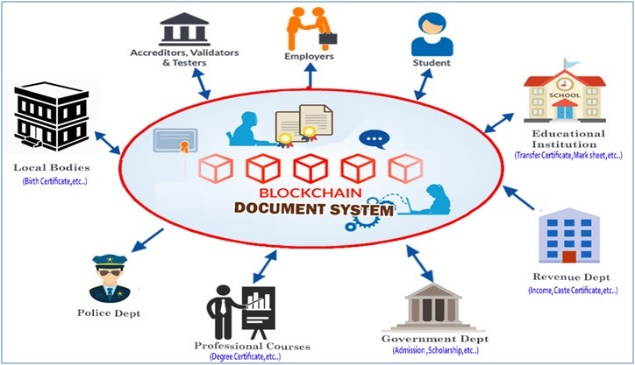 Accreditors, Validators
& Testers
Employers
Student
SCHOOL
Educational
Institution
(Transfer Certificate,Mark sheet,etc..)
Local Bodies
(Birth Certificate,etc..)
BLOCKCHAIN
DOCUMENT SYSTEM
Revenue Dept
(Income,Caste Certificate,etc..)
Police Dept
Professional Courses
(Degree Certificate,etc..)
Government Dept
(Admission ,Scholarship,etc..)